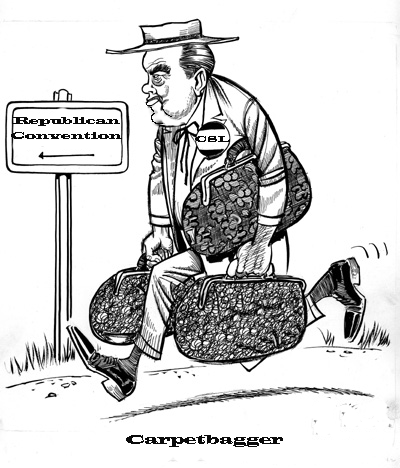 Republican
Convention
CSL
Carpetbagger